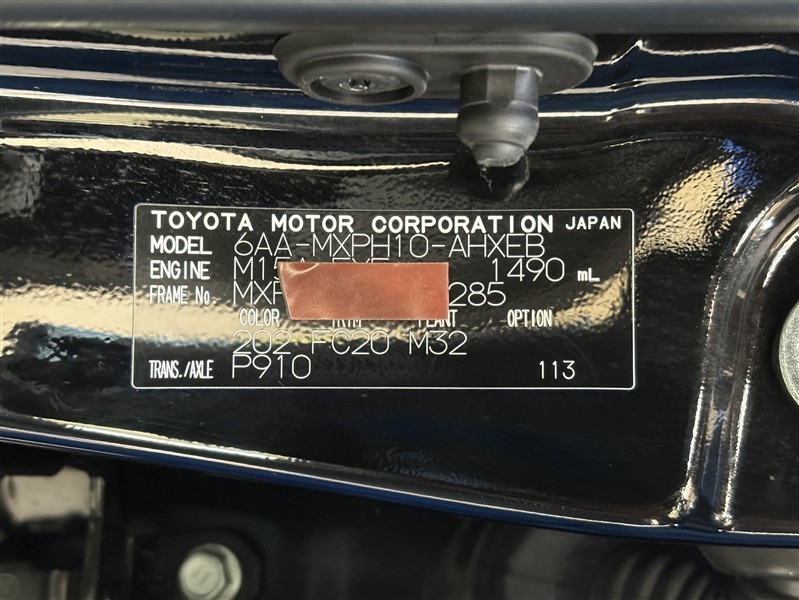 TOYOTA MOTOR CORPORATION JAPAN
MODEL 6AA-MXPH10-AHXEB
ENGINE 1490 mL
FRAME No. 285
COLOR TRIM PLANT OPTION
202 FC20 M32
TRANS./AXLE P910 113